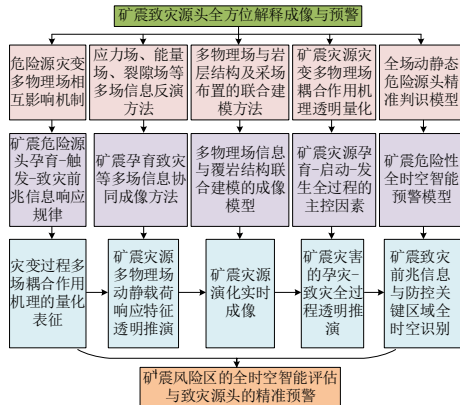 矿震致灾源头全方位解释成像与预警
危险源灾变
多物理场相
互影响机制
应力场、能量
场、裂隙场等
多场信息反演
方法
多物理场与岩
层结构及采场
布置的联合建
模方法
矿震灾源灾
变多物理场
耦合作用机
理透明量化
全场动静态
危险源头精
准判识模型
矿震危险源
头孕育-触
发-致灾前
兆信息响应
规律
矿震孕育致灾
等多场信息协
同成像方法
多物理场信息
与覆岩结构联
合建模的成像
模型
矿震灾源孕
育-启动-发
生全过程的
主控因素
矿震危险性
全时空智能
预警模型
灾变过程多
场耦合作用
机理的量化
表征
矿震灾源
多物理场
动静载荷
响应特征
透明推演
矿震灾源
演化实时
成像
矿震灾害
的孕灾-
致灾全过
程透明推
演
矿震致灾
前兆信息
与防控关
键区域全
时空识别
矿震风险区的全时空智能评估
与致灾源头的精准预警